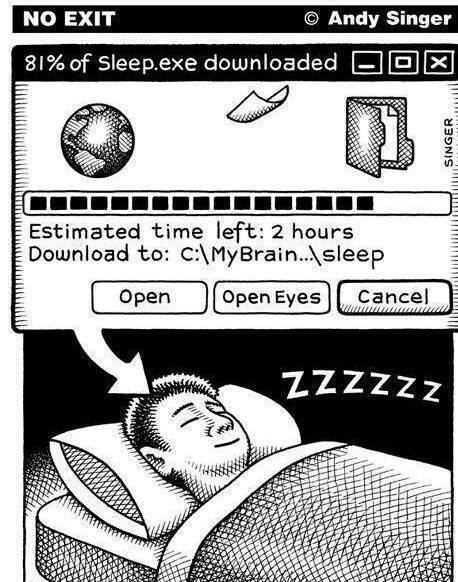 NO EXIT © Andy Singer
81% of Sleep.exe downloaded
SINGER
Estimated time left: 2 hours
Download to: C:\MyBrain...\sleep
Open Open Eyes Cancel
ZZZZZZ